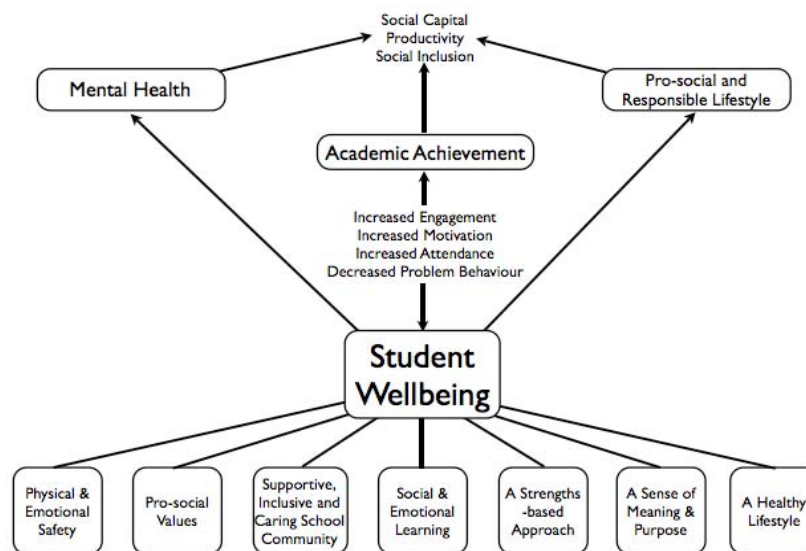 Social Capital
Productivity
Social Inclusion
Mental Health
Pro-social and
Responsible Lifestyle
Academic Achievement
Increased Engagement
Increased Motivation
Increased Attendance
Decreased Problem Behaviour
Student
Wellbeing
Physical &
Emotional
Safety
Pro-social
Values
Supportive,
Inclusive and
Caring School
Community
Social &
Emotional
Learning
A Strengths
-based
Approach
A Sense of
Meaning &
Purpose
A Healthy
Lifestyle